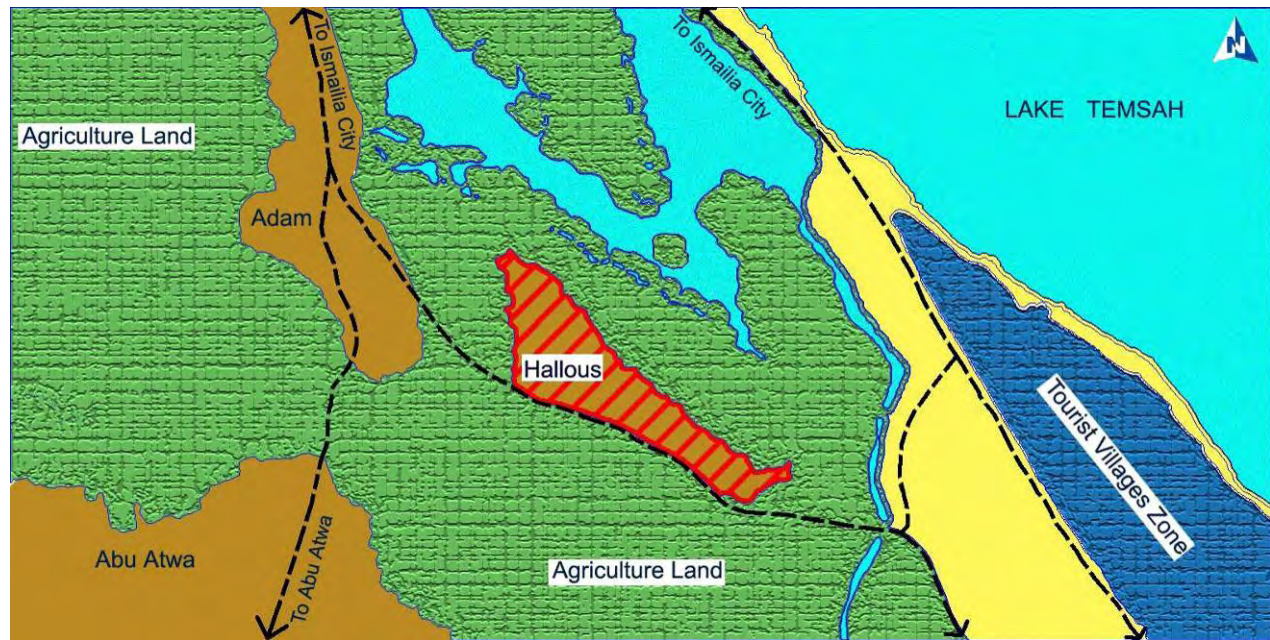 To Ismailia City
To Ismailia City
N
LAKE TEMSAH
Agriculture Land
Adam
Hallous
Tourist Villages Zone
Abu Atwa
To Abu Atwa
Agriculture Land